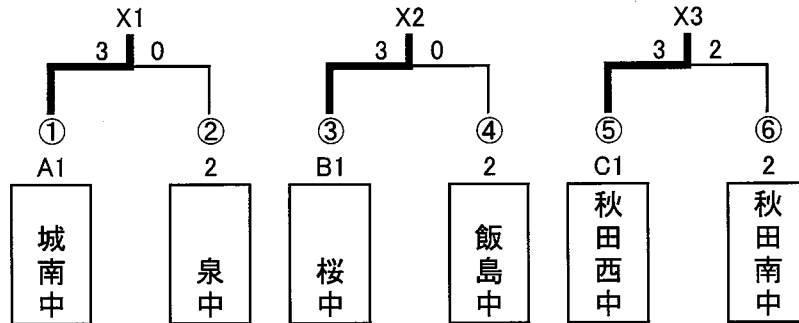 X1 X2 X3
3 0 3 0 3 2
① ② ③ ④ ⑤ ⑥
A1 2 B1 2 C1 2
城南中 泉中 桜中 飯島中 秋田西中 秋田南中